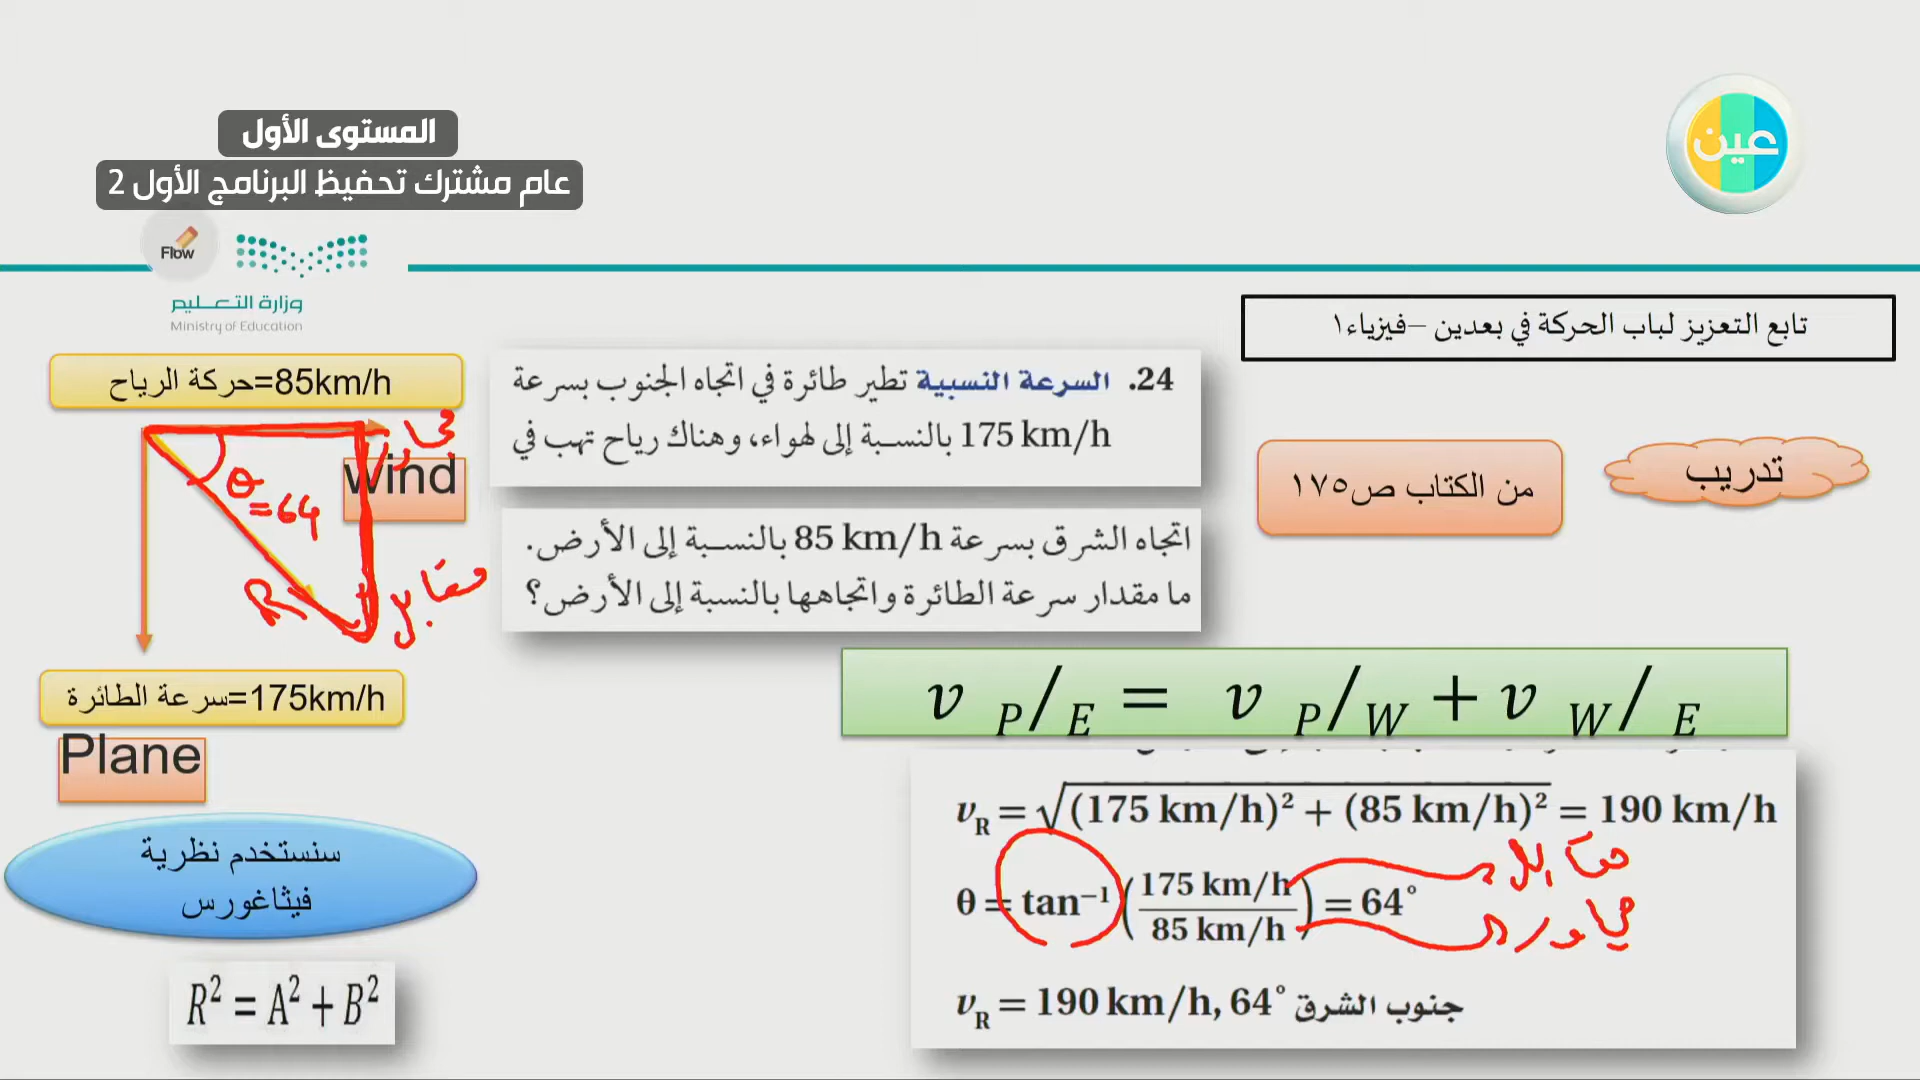 المستوى الأول
عام مشترك تحفيظ البرنامج الأول 2
عين
Flow
وزارة التعـــليم
Ministry of Education
تابع التعزيز لباب الحركة في بعدين –فيزياء١
تدريب
من الكتاب ص١٧٥
24. السرعة النسبية تطير طائرة في اتجاه الجنوب بسرعة
175 km/h بالنسبة إلى لهواء، وهناك رياح تهب في
اتجاه الشرق بسرعة 85 km/h بالنسبة إلى الأرض.
ما مقدار سرعة الطائرة واتجاهها بالنسبة إلى الأرض؟
حركة الرياح=85km/h
Wind
θ
=64
R
مقابل
سرعة الطائرة=175km/h
Plane
سنستخدم نظرية
فيثاغورس
R² = A² + B²
v P/E = v P/W + v W/ E
v_R = √(175 km/h)² + (85 km/h)² = 190 km/h
θ = tan⁻¹ (175 km/h / 85 km/h) = 64°
مقابل
مجاور
v_R = 190 km/h, 64° جنوب الشرق